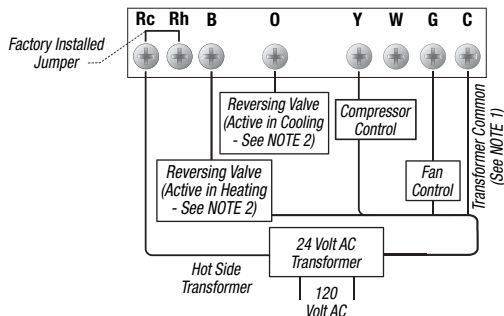 Rc Rh B O Y W G C
Factory Installed
Jumper
Reversing Valve
(Active in Cooling
- See NOTE 2)
Compressor
Control
Transformer Common
(See NOTE 1)
Reversing Valve
(Active in Heating
- See NOTE 2)
Fan
Control
24 Volt AC
Transformer
Hot Side
Transformer
120
Volt AC